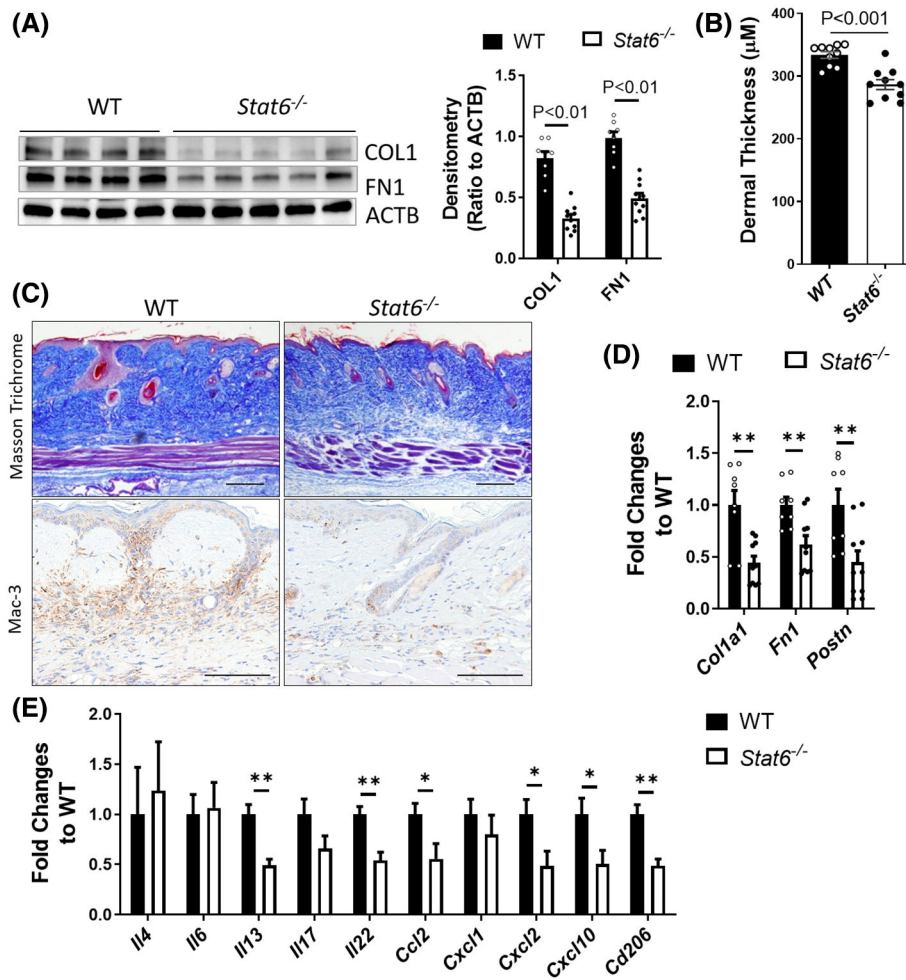 (A)
WT
Stat6-/-
COL1
FN1
ACTB
WT
Stat6-/-
Densitometry
(Ratio to ACTB)
1.5
1.0
0.5
0.0
P<0.01
P<0.01
COL1
FN1
(B)
P<0.001
Dermal Thickness (μM)
400
300
200
100
0
WT
Stat6-/-
(C)
WT
Stat6-/-
Masson Trichrome
Mac-3
(D)
WT
Stat6-/-
Fold Changes
to WT
2.0
1.5
1.0
0.5
0.0
**
**
**
Col1a1
Fn1
Postn
(E)
WT
Stat6-/-
Fold Changes
to WT
2.0
1.5
1.0
0.5
0.0
**
**
*
*
*
**
Il4
Il6
Il13
Il17
Il22
Ccl2
Cxcl1
Cxcl2
Cxcl10
Cd206